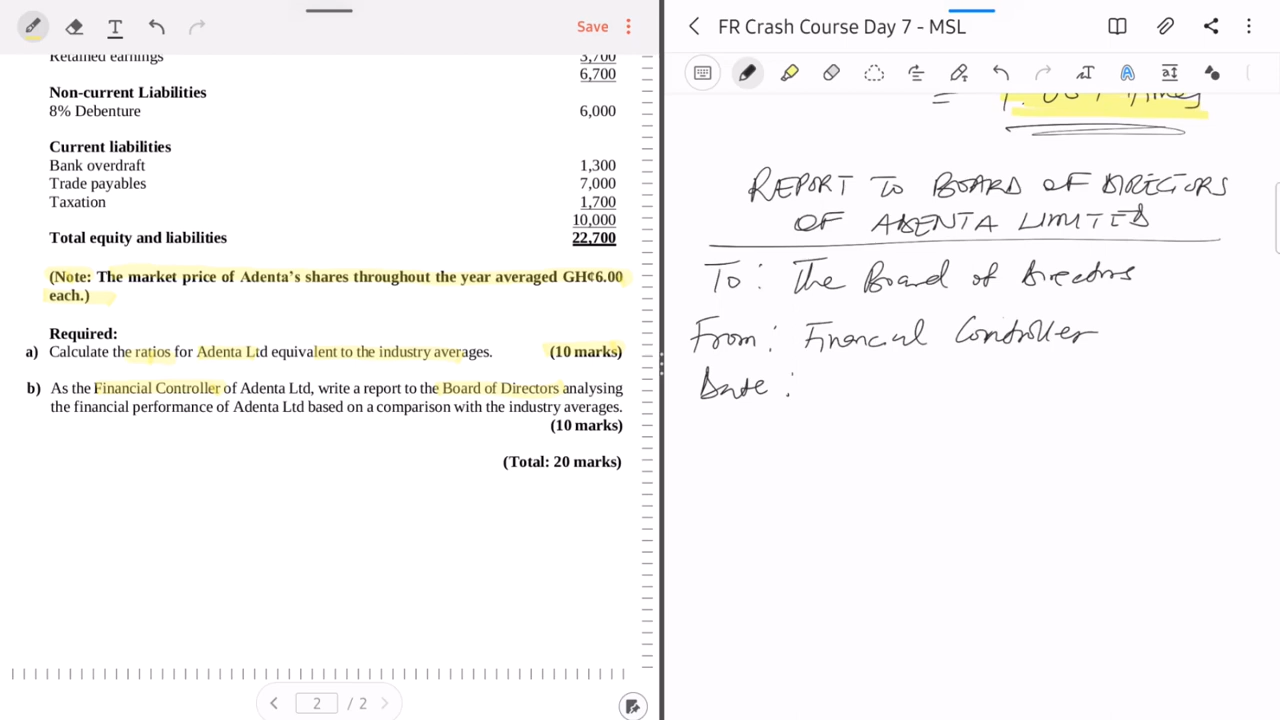 Save
FR Crash Course Day 7 - MSL
Retained earnings 3,700
6,700
Non-current Liabilities
8% Debenture 6,000
Current liabilities
Bank overdraft 1,300
Trade payables 7,000
Taxation 1,700
10,000
Total equity and liabilities 22,700
(Note: The market price of Adenta's shares throughout the year averaged GH¢6.00
each.)
Required:
a) Calculate the ratios for Adenta Ltd equivalent to the industry averages. (10 marks)
b) As the Financial Controller of Adenta Ltd, write a report to the Board of Directors analysing
the financial performance of Adenta Ltd based on a comparison with the industry averages.
(10 marks)
(Total: 20 marks)
2 / 2
= times
REPORT TO BOARD OF DIRECTORS
OF ADENTA LIMITED
To: The Board of Directors
From: Financial Controller
Date: